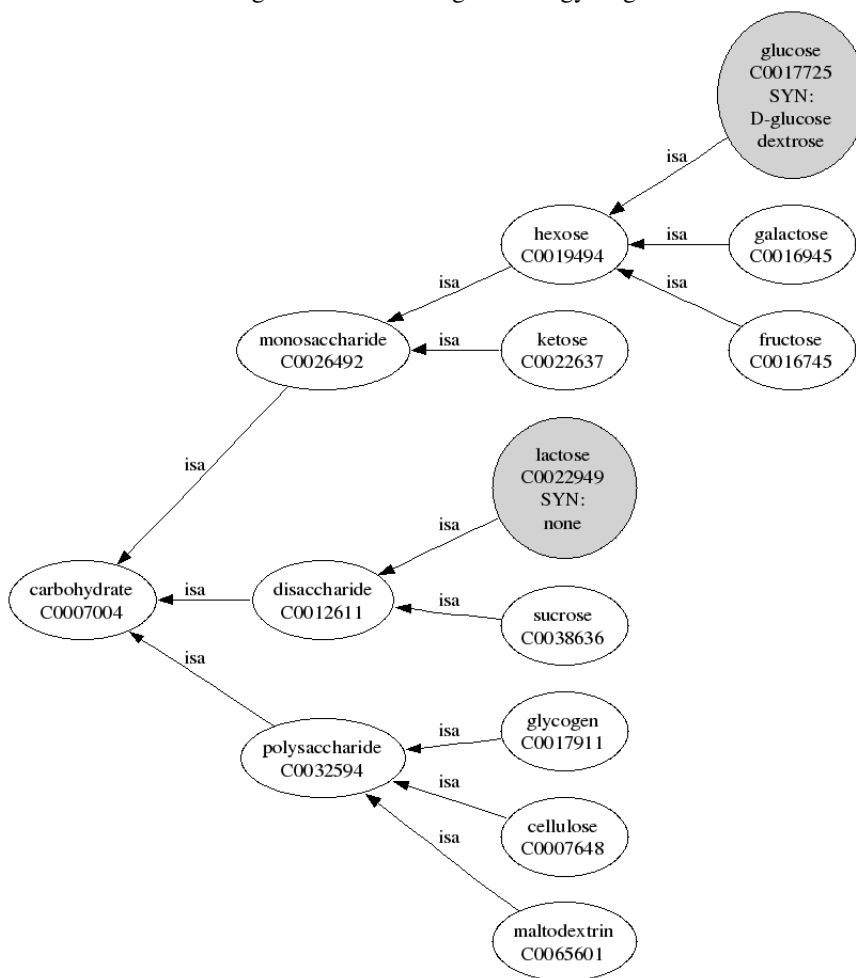 glucose
C0017725
SYN:
D-glucose
dextrose
isa
hexose
C0019494
isa
galactose
C0016945
isa
isa
monosaccharide
C0026492
isa
ketose
C0022637
fructose
C0016745
isa
lactose
C0022949
SYN:
none
isa
carbohydrate
C0007004
isa
disaccharide
C0012611
isa
sucrose
C0038636
isa
polysaccharide
C0032594
isa
glycogen
C0017911
isa
cellulose
C0007648
isa
maltodextrin
C0065601